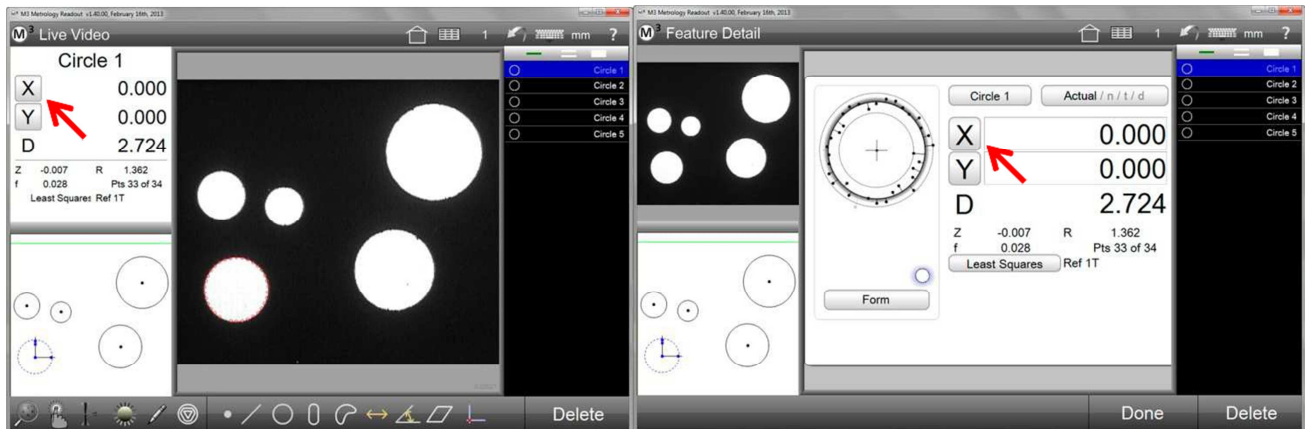 M3 Metrology Readout v1.40.00, February 16th, 2013
M3 Live Video
1
mm
?
Circle 1
X 0.000
Y 0.000
D 2.724
Z -0.007 R 1.362
f 0.028 Pts 33 of 34
Least Squares Ref 1T
Circle 1
Circle 2
Circle 3
Circle 4
Circle 5
Delete
M3 Metrology Readout v1.40.00, February 16th, 2013
M3 Feature Detail
1
mm
?
Circle 1
Actual / n / t / d
X 0.000
Y 0.000
D 2.724
Z -0.007 R 1.362
f 0.028 Pts 33 of 34
Least Squares Ref 1T
Form
Circle 1
Circle 2
Circle 3
Circle 4
Circle 5
Done
Delete